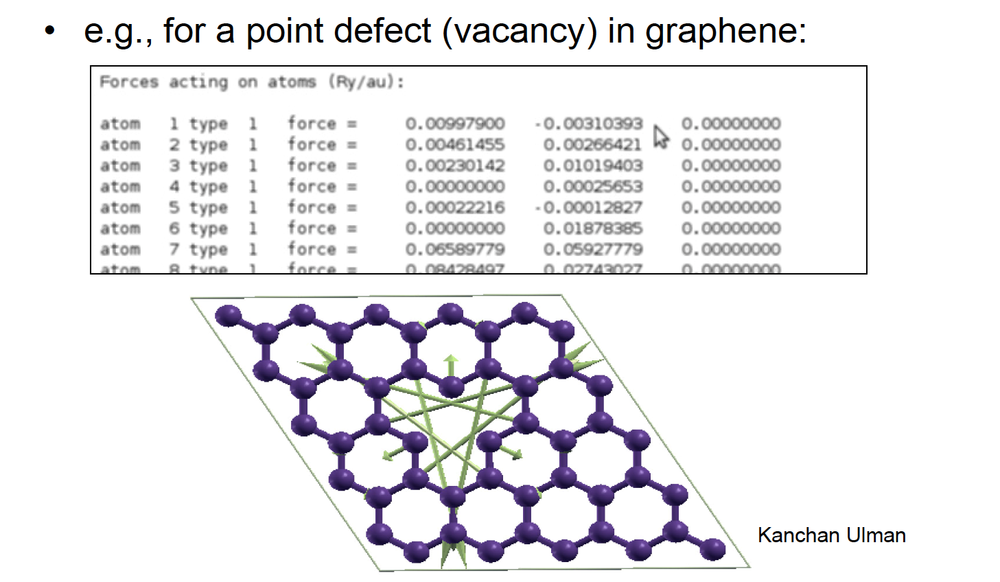 • e.g., for a point defect (vacancy) in graphene:
Forces acting on atoms (Ry/au):
atom 1 type 1 force = 0.00997900 -0.00310393 0.00000000
atom 2 type 1 force = 0.00461455 0.00266421 0.00000000
atom 3 type 1 force = 0.00230142 0.01019403 0.00000000
atom 4 type 1 force = 0.00000000 0.00025653 0.00000000
atom 5 type 1 force = 0.00022216 -0.00012827 0.00000000
atom 6 type 1 force = 0.00000000 0.01878385 0.00000000
atom 7 type 1 force = 0.06589779 0.05927779 0.00000000
atom 8 type 1 force = 0.08428497 0.02743027 0.00000000
Kanchan Ulman